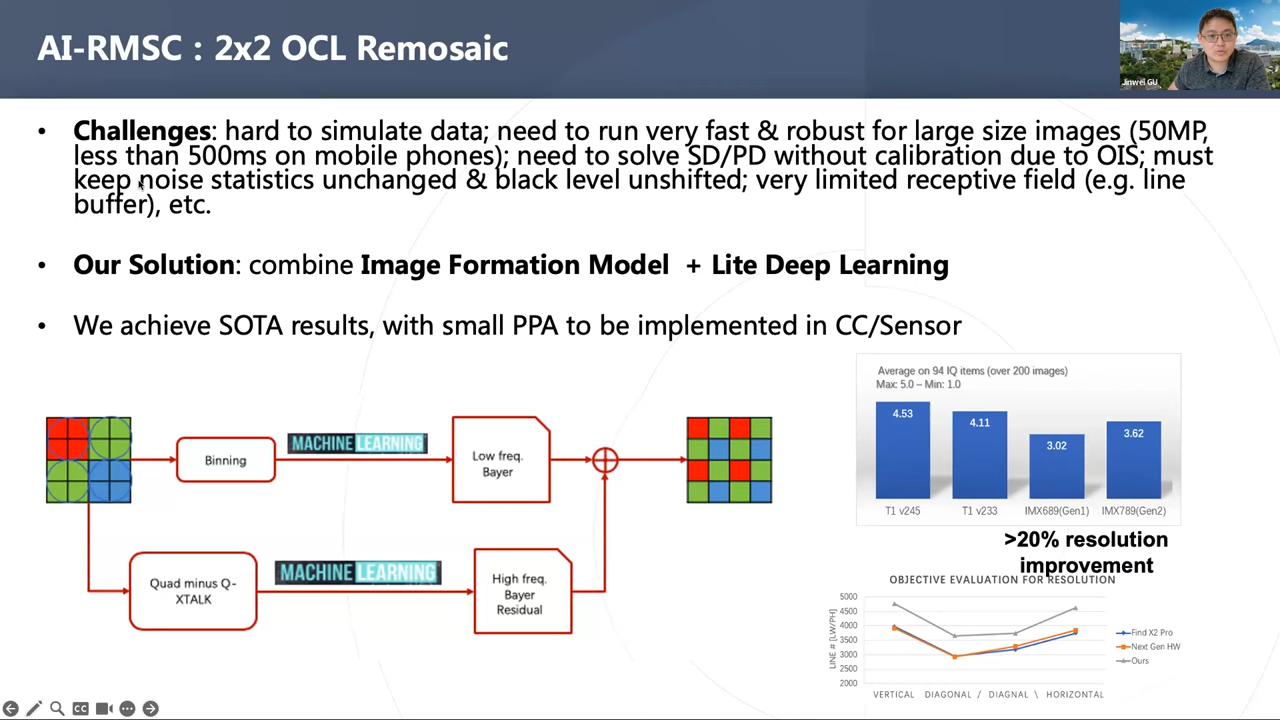 AI-RMSC : 2x2 OCL Remosaic
Jinwei GU
• Challenges: hard to simulate data; need to run very fast & robust for large size images (50MP,
less than 500ms on mobile phones); need to solve SD/PD without calibration due to OIS; must
keep noise statistics unchanged & black level unshifted; very limited receptive field (e.g. line
buffer), etc.
• Our Solution: combine Image Formation Model + Lite Deep Learning
• We achieve SOTA results, with small PPA to be implemented in CC/Sensor
Binning
MACHINE LEARNING
Low freq.
Bayer
Quad minus Q-
XTALK
MACHINE LEARNING
High freq.
Bayer
Residual
Average on 94 IQ items (over 200 images)
Max: 5.0 – Min: 1.0
4.53
4.11
3.02
3.62
T1 v245
T1 v233
IMX689(Gen1)
IMX789(Gen2)
>20% resolution
improvement
OBJECTIVE EVALUATION FOR RESOLUTION
LINE # [LW/PH]
5000
4500
4000
3500
3000
2500
2000
VERTICAL
DIAGONAL /
DIAGNAL \
HORIZONTAL
Find X2 Pro
Next Gen HW
Ours
CC